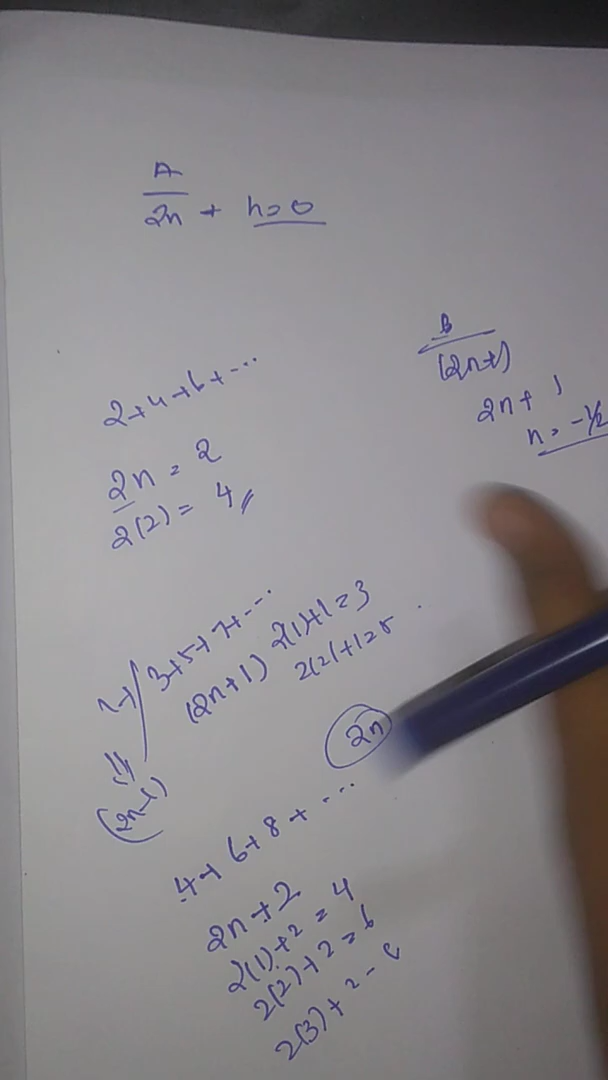 A
2n + n=0
B
(2n+1)
2n + 1
n = -1/2
2+4+6+...
2n = 2
2(2) = 4
1+ 3+5+7+...
(2n+1) 2(1)+1=3
2(2)+1=5
(2n-1)
2n
4+ 6+8+...
2n+2
2(1)+2 = 4
2(2)+2 = 6
2(3)+2 -